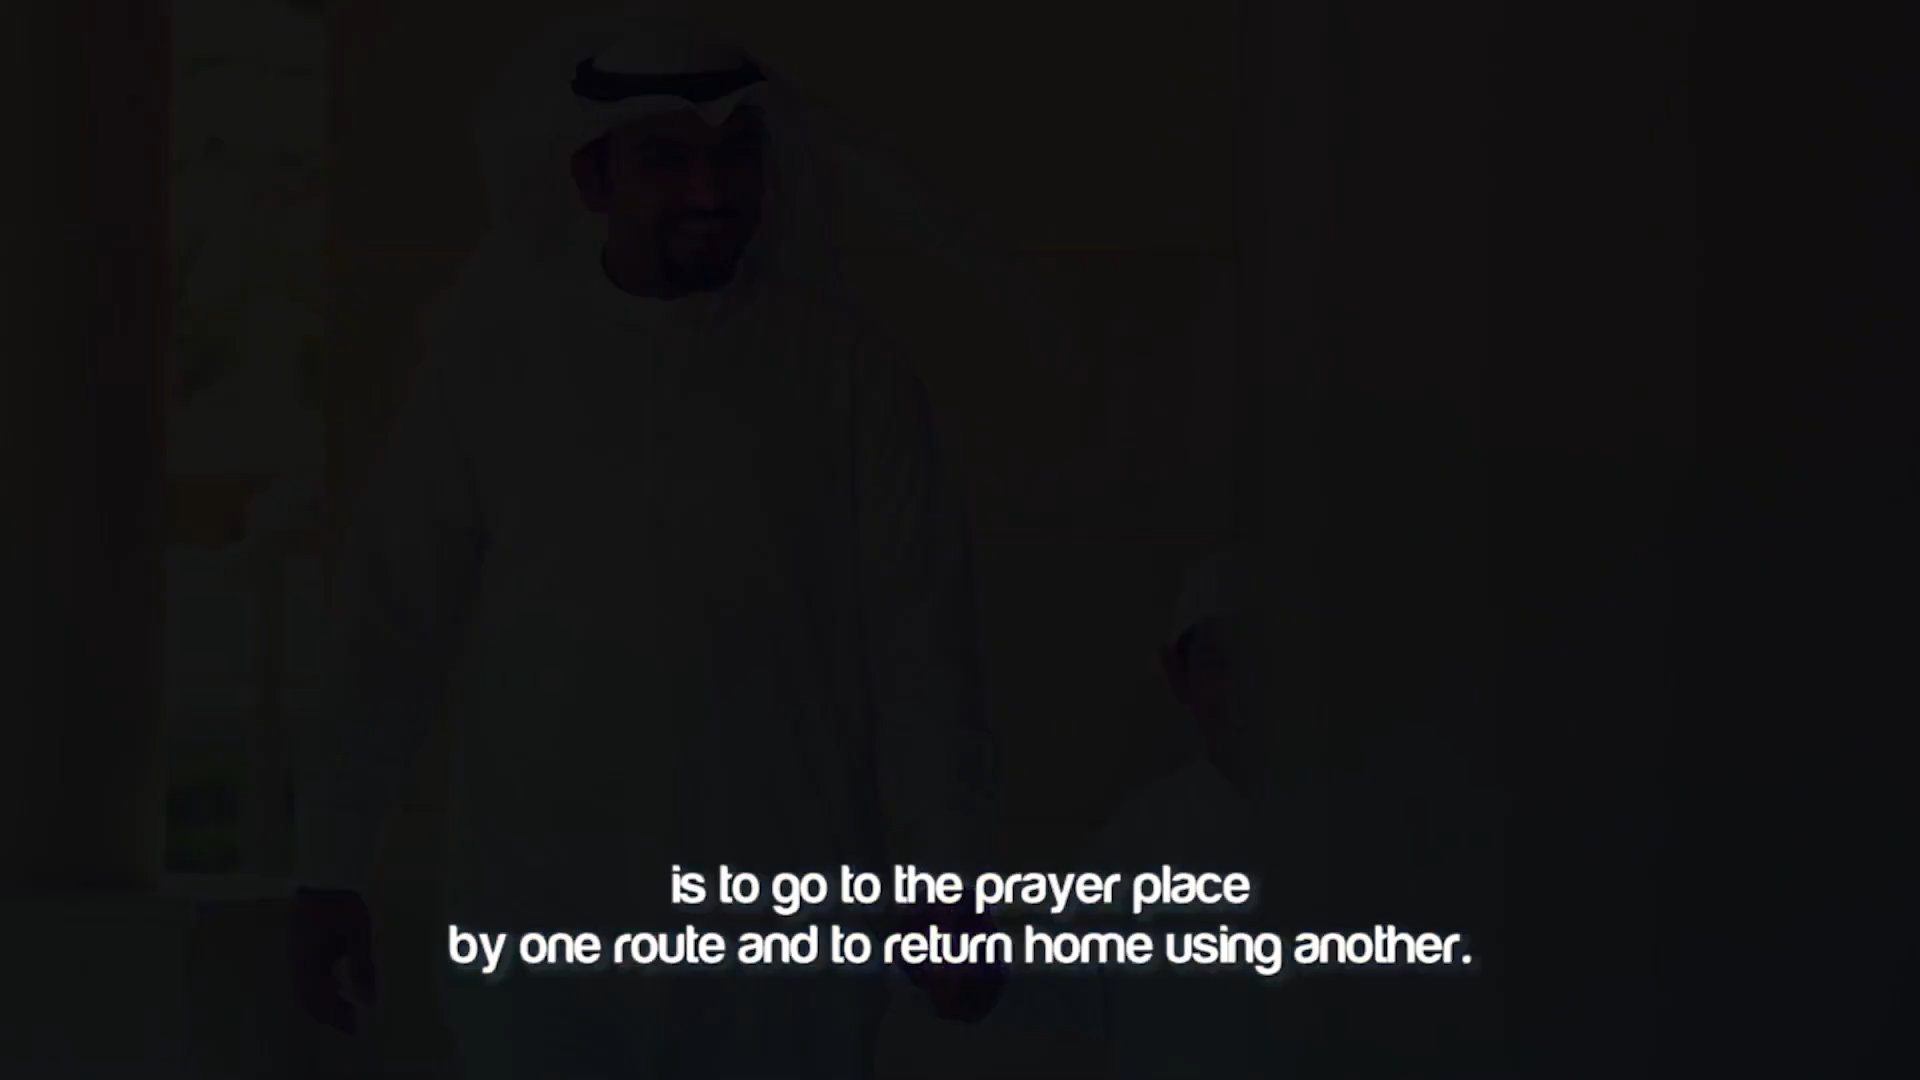 is to go to the prayer place
by one route and to return home using another.